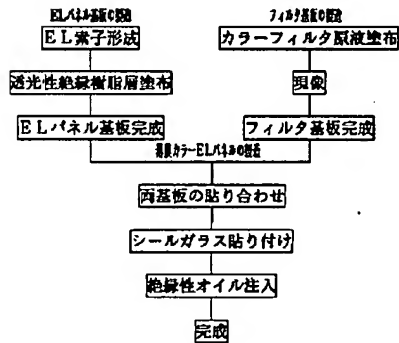 ELパネル基板の製造
EL素子形成
透光性絶縁樹脂層塗布
ELパネル基板完成
フィルタ基板の製造
カラーフィルタ原液塗布
現像
フィルタ基板完成
薄膜カラーELパネルの製造
両基板の貼り合わせ
シールガラス貼り付け
絶縁性オイル注入
完成